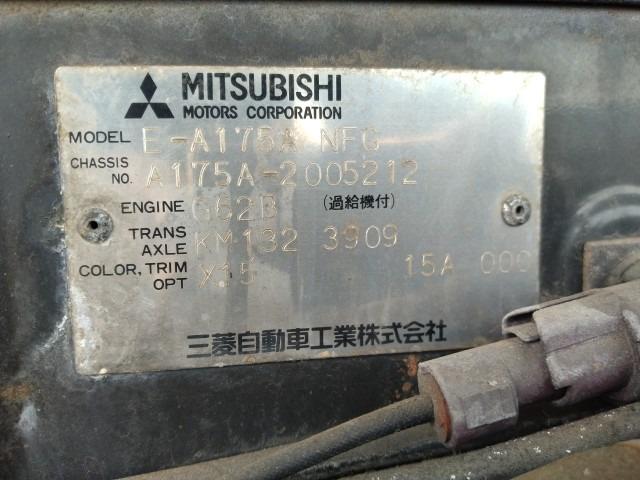 MITSUBISHI
MOTORS CORPORATION
MODEL E-A175A NFG
CHASSIS NO. A175A-2005212
ENGINE G62B (過給機付)
TRANS AXLE KM132 3909
COLOR, TRIM OPT X15 15A 000
三菱自動車工業株式会社